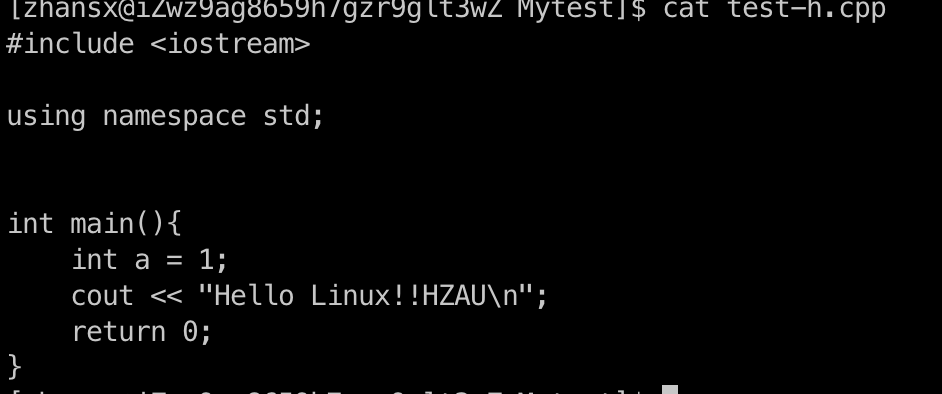 [zhansx@iZwz9ag8659h7gzr9glt3wZ Mytest]$ cat test-h.cpp
#include <iostream>
using namespace std;
int main(){
    int a = 1;
    cout << "Hello Linux!!HZAU\n";
    return 0;
}